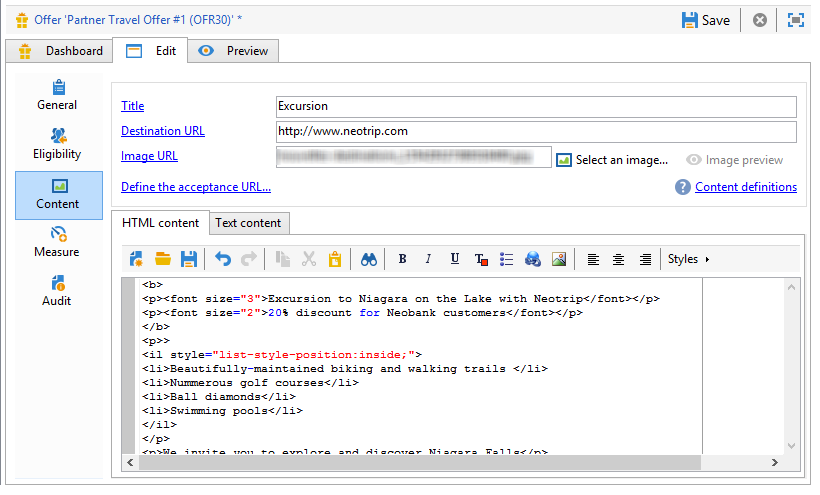 Offer 'Partner Travel Offer #1 (OFR30)' *
Save
Dashboard
Edit
Preview
General
Eligibility
Content
Measure
Audit
Title
Excursion
Destination URL
http://www.neotrip.com
Image URL
Select an image...
Image preview
Define the acceptance URL...
Content definitions
HTML content
Text content
B I U T Styles
<b>
<p><font size="3">Excursion to Niagara on the Lake with Neotrip</font></p>
<p><font size="2">20% discount for Neobank customers</font></p>
</b>
<p>>
<il style="list-style-position:inside;">
<li>Beautifully-maintained biking and walking trails </li>
<li>Nummerous golf courses</li>
<li>Ball diamonds</li>
<li>Swimming pools</li>
</il>
</p>
<p>We invite you to explore and discover Niagara Falls</p>